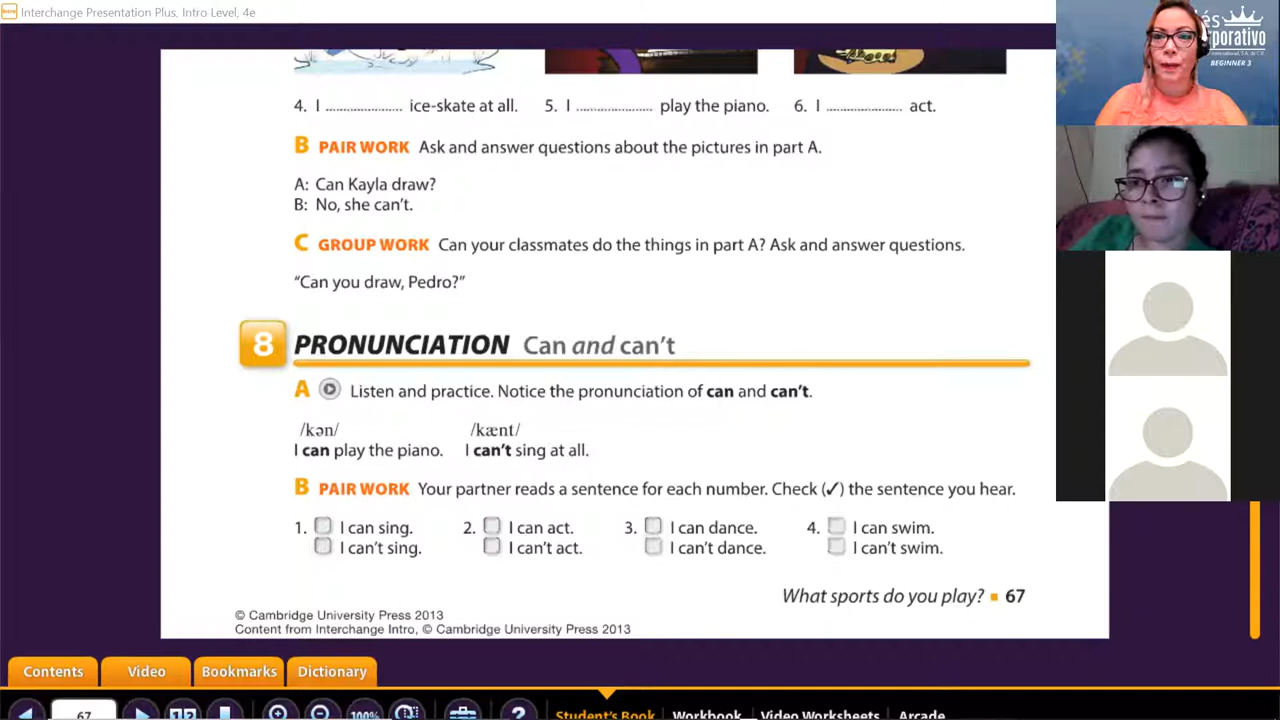 Interchange Presentation Plus, Intro Level, 4e
és
rporativo
International, S.A. de C.V.
BEGINNER 3
4. I .................... ice-skate at all. 5. I .................... play the piano. 6. I .................... act.
B PAIR WORK Ask and answer questions about the pictures in part A.
A: Can Kayla draw?
B: No, she can't.
C GROUP WORK Can your classmates do the things in part A? Ask and answer questions.
“Can you draw, Pedro?”
8 PRONUNCIATION Can and can't
A Listen and practice. Notice the pronunciation of can and can't.
/kən/ /kænt/
I can play the piano. I can't sing at all.
B PAIR WORK Your partner reads a sentence for each number. Check (✓) the sentence you hear.
1. I can sing. 2. I can act. 3. I can dance. 4. I can swim.
I can't sing. I can't act. I can't dance. I can't swim.
What sports do you play? ▪ 67
© Cambridge University Press 2013
Content from Interchange Intro, © Cambridge University Press 2013
Contents Video Bookmarks Dictionary
67 100% ? Student's Book Workbook Video Worksheets Arcade